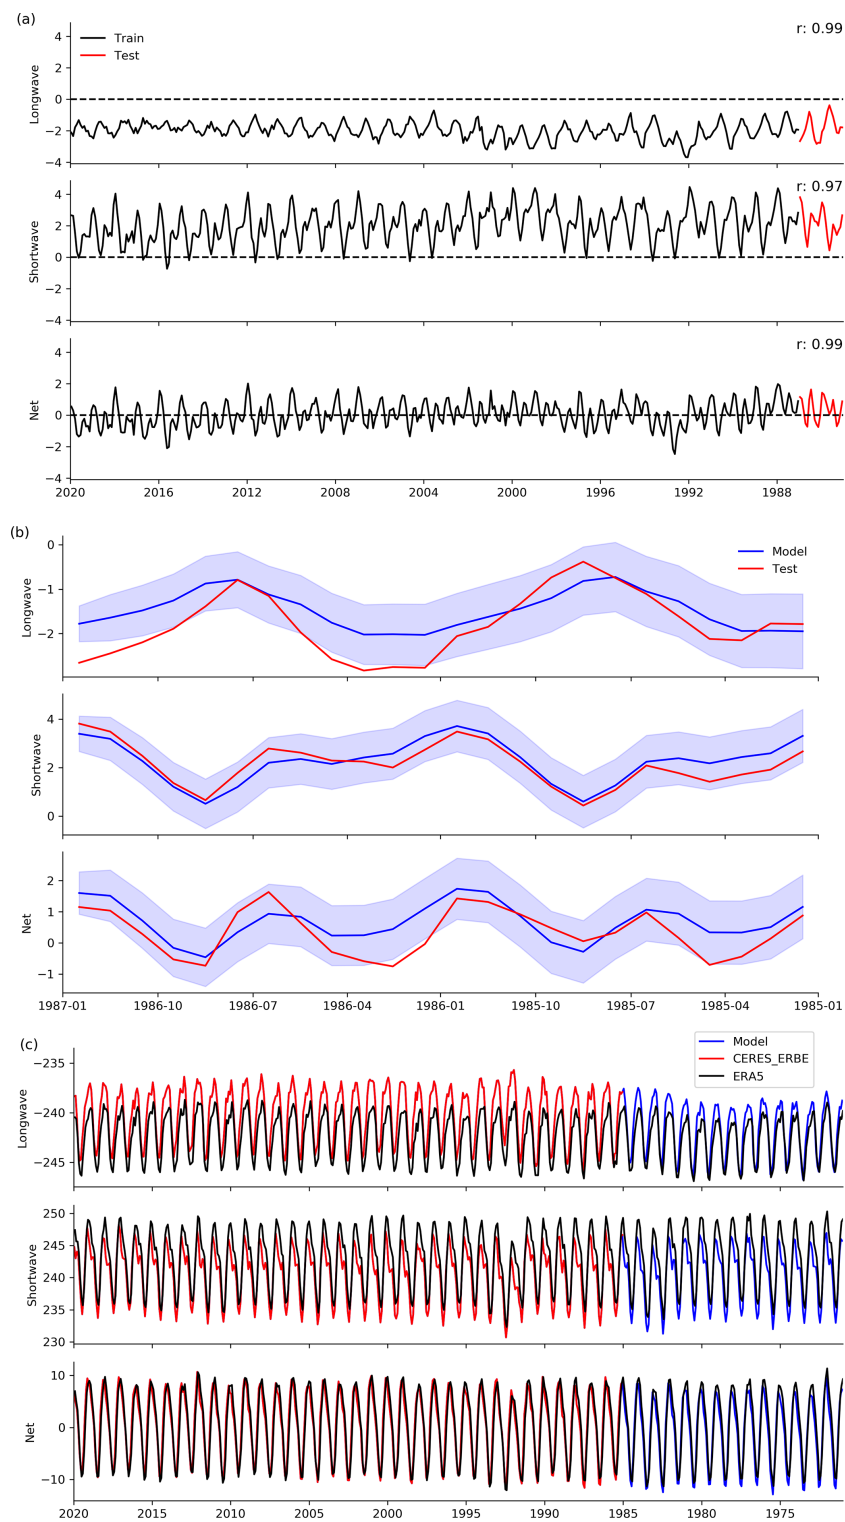 (a)
r: 0.99
Train
Test
Longwave
4
2
0
−2
−4
r: 0.97
Shortwave
4
2
0
−2
−4
r: 0.99
Net
4
2
0
−2
−4
2020 2016 2012 2008 2004 2000 1996 1992 1988
(b)
Model
Test
Longwave
0
−1
−2
Shortwave
4
2
0
Net
2
1
0
−1
1987-01 1986-10 1986-07 1986-04 1986-01 1985-10 1985-07 1985-04 1985-01
(c)
Model
CERES_ERBE
ERA5
Longwave
−235
−240
−245
Shortwave
250
245
240
235
230
Net
10
0
−10
2020 2015 2010 2005 2000 1995 1990 1985 1980 1975